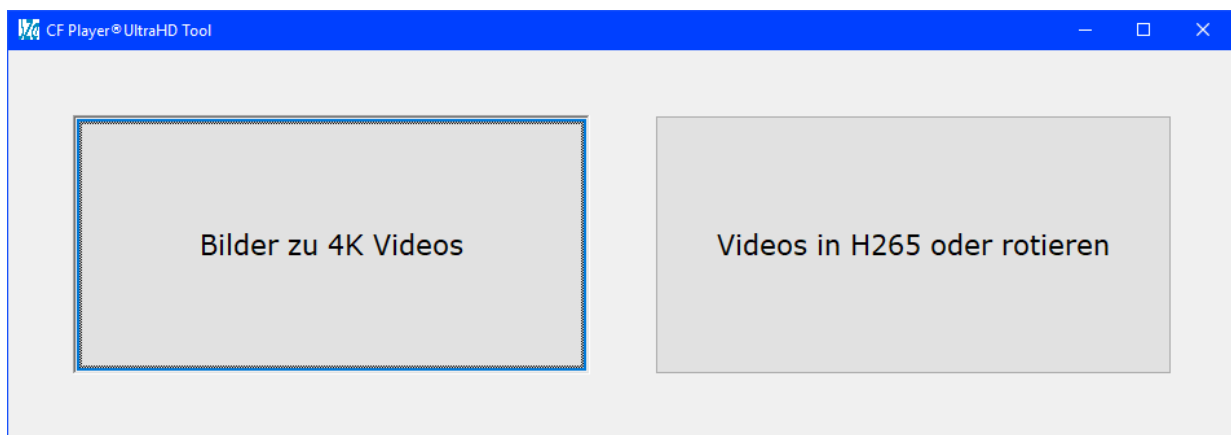 CF Player® UltraHD Tool
Bilder zu 4K Videos
Videos in H265 oder rotieren